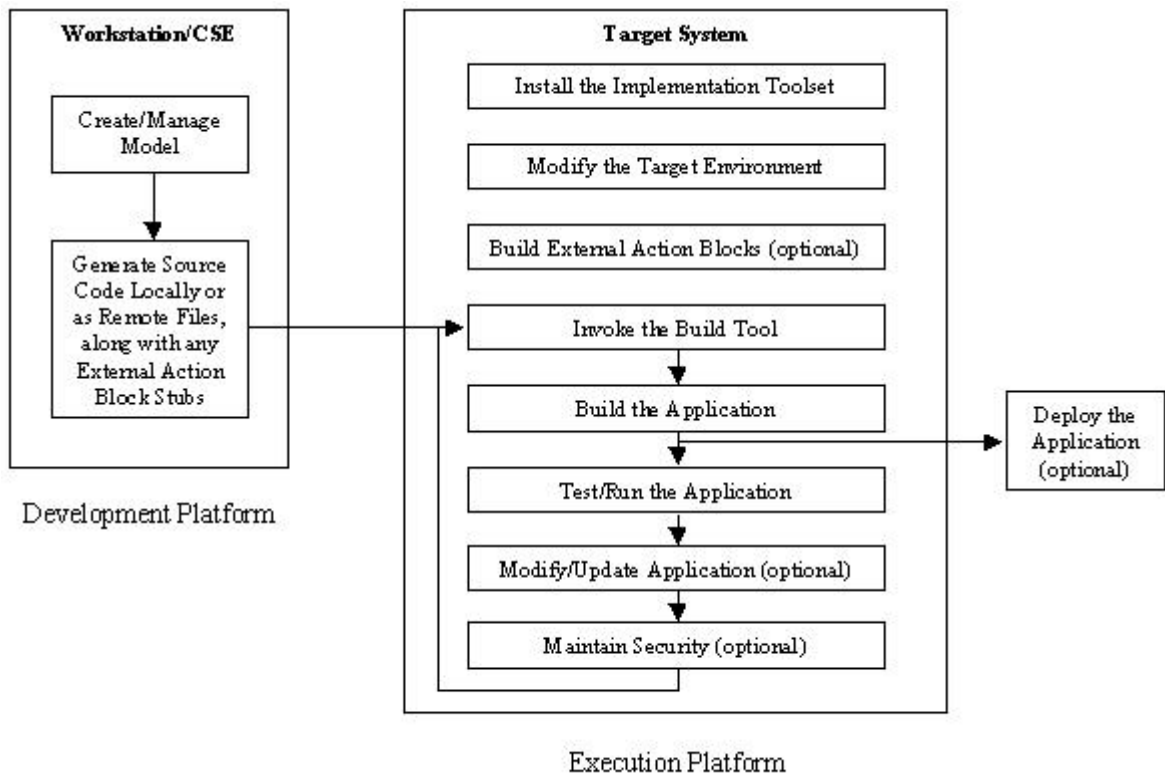 Workstation/CSE
Create/Manage
Model
Generate Source
Code Locally or
as Remote Files,
along with any
External Action
Block Stubs
Development Platform
Target System
Install the Implementation Toolset
Modify the Target Environment
Build External Action Blocks (optional)
Invoke the Build Tool
Build the Application
Test/Run the Application
Modify/Update Application (optional)
Maintain Security (optional)
Execution Platform
Deploy the
Application
(optional)